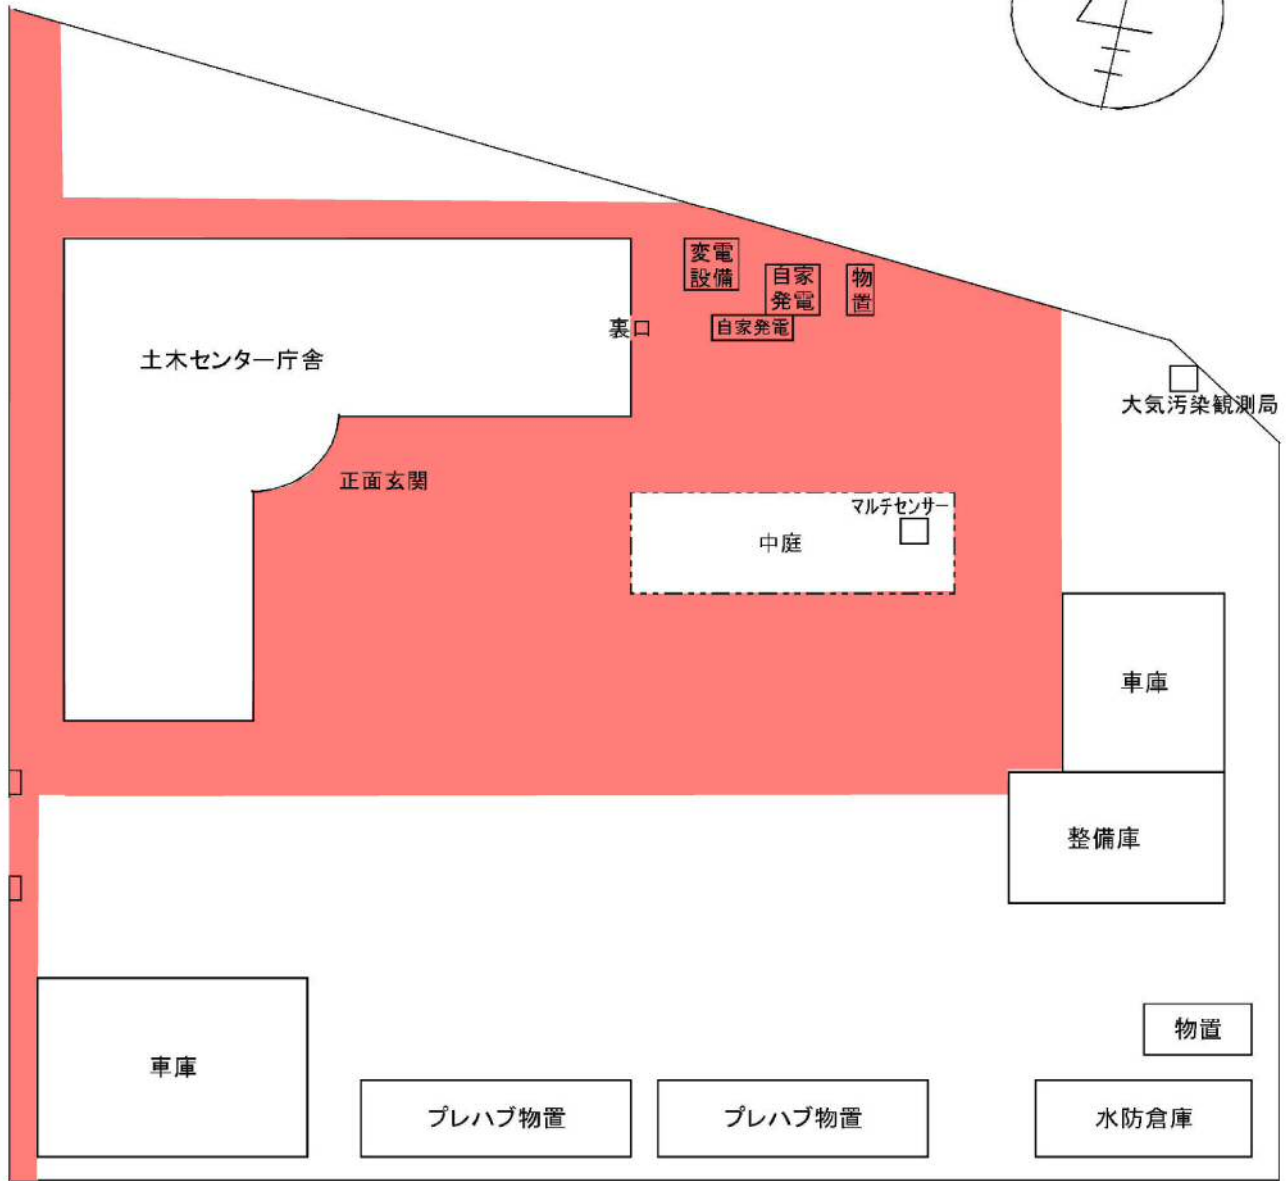 変電
設備
自家
発電
物
置
自家発電
裏口
土木センター庁舎
大気汚染観測局
正面玄関
マルチセンサー
中庭
車庫
整備庫
物置
車庫
プレハブ物置
プレハブ物置
水防倉庫